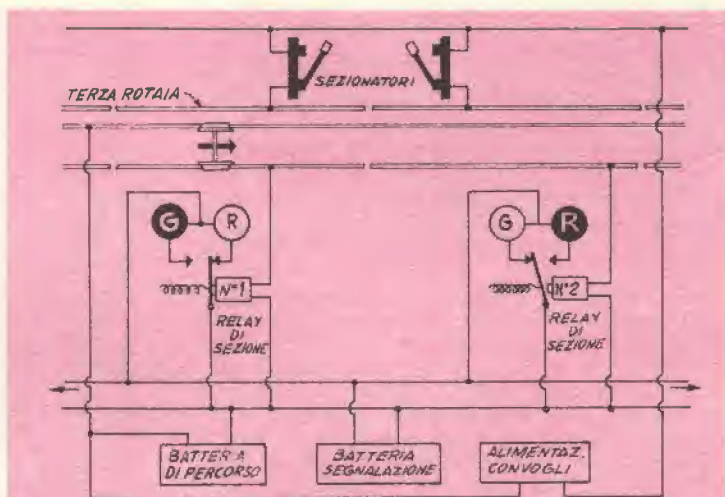 SEZIONATORI
TERZA ROTAIA
G R
G R
N°1
N°2
RELAY
DI
SEZIONE
RELAY
DI
SEZIONE
BATTERIA
DI PERCORSO
BATTERIA
SEGNALAZIONE
ALIMENTAZ.
CONVOGLI